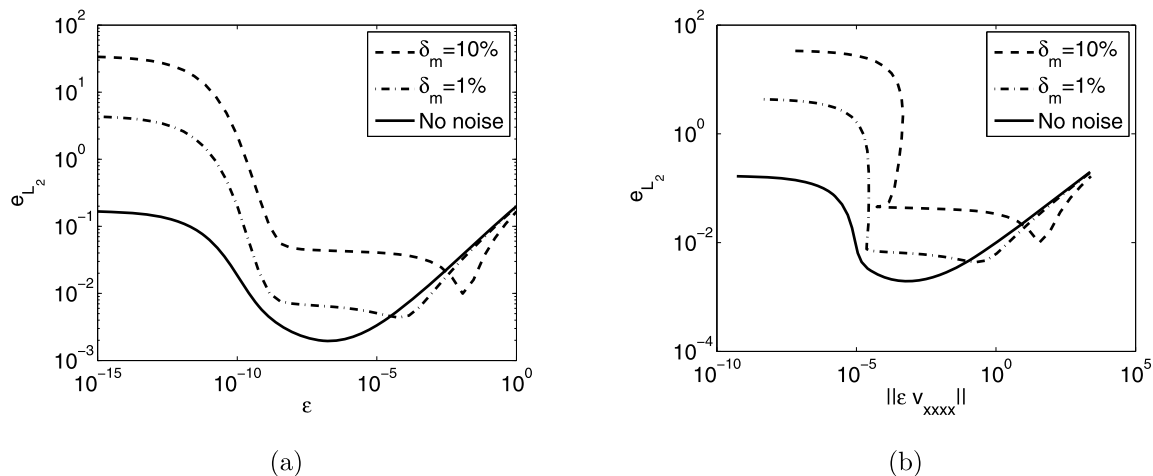 10^2
10^1
10^0
10^-1
10^-2
10^-3
e_L_2
10^-15
10^-10
10^-5
10^0
ε
δ_m=10%
δ_m=1%
No noise
(a)
10^2
10^0
10^-2
10^-4
e_L_2
10^-10
10^-5
10^0
10^5
||ε v_xxxx||
δ_m=10%
δ_m=1%
No noise
(b)